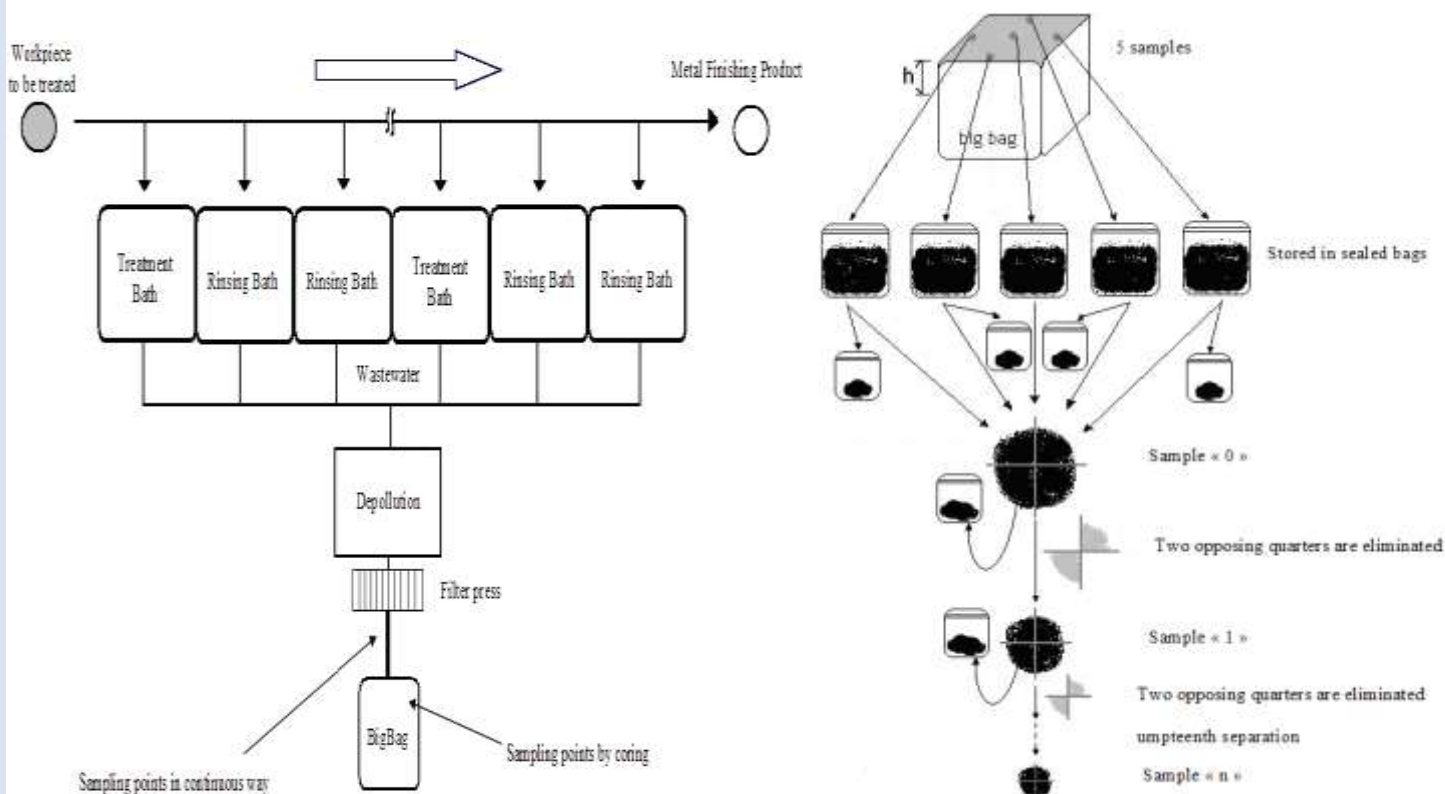 Workpiece
to be treated
Metal Finishing Product
Treatment
Bath
Rinsing Bath
Rinsing Bath
Treatment
Bath
Rinsing Bath
Rinsing Bath
Wastewater
Depollution
Filter press
BigBag
Sampling points by coring
Sampling points in continuous way
5 samples
h
big bag
Stored in sealed bags
Sample « 0 »
Two opposing quarters are eliminated
Sample « 1 »
Two opposing quarters are eliminated
umpteenth separation
Sample « n »